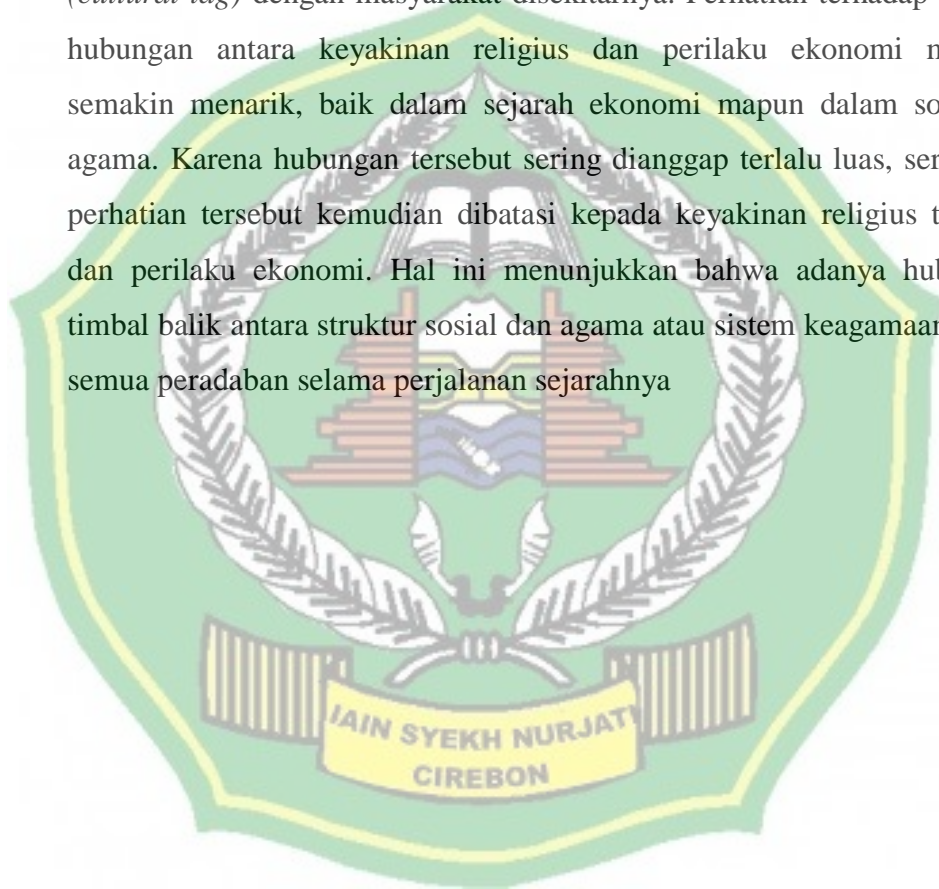 (cultural lag) dengan masyarakat disekitarnya. Perhatian terhadap
hubungan antara keyakinan religius dan perilaku ekonomi
semakin menarik, baik dalam sejarah ekonomi mapun dalam
agama. Karena hubungan tersebut sering dianggap terlalu luas,
perhatian tersebut kemudian dibatasi kepada keyakinan religius
dan perilaku ekonomi. Hal ini menunjukkan bahwa adanya
timbal balik antara struktur sosial dan agama atau sistem keagamaan
semua peradaban selama perjalanan sejarahnya
IAIN SYEKH NURJATI
CIREBON